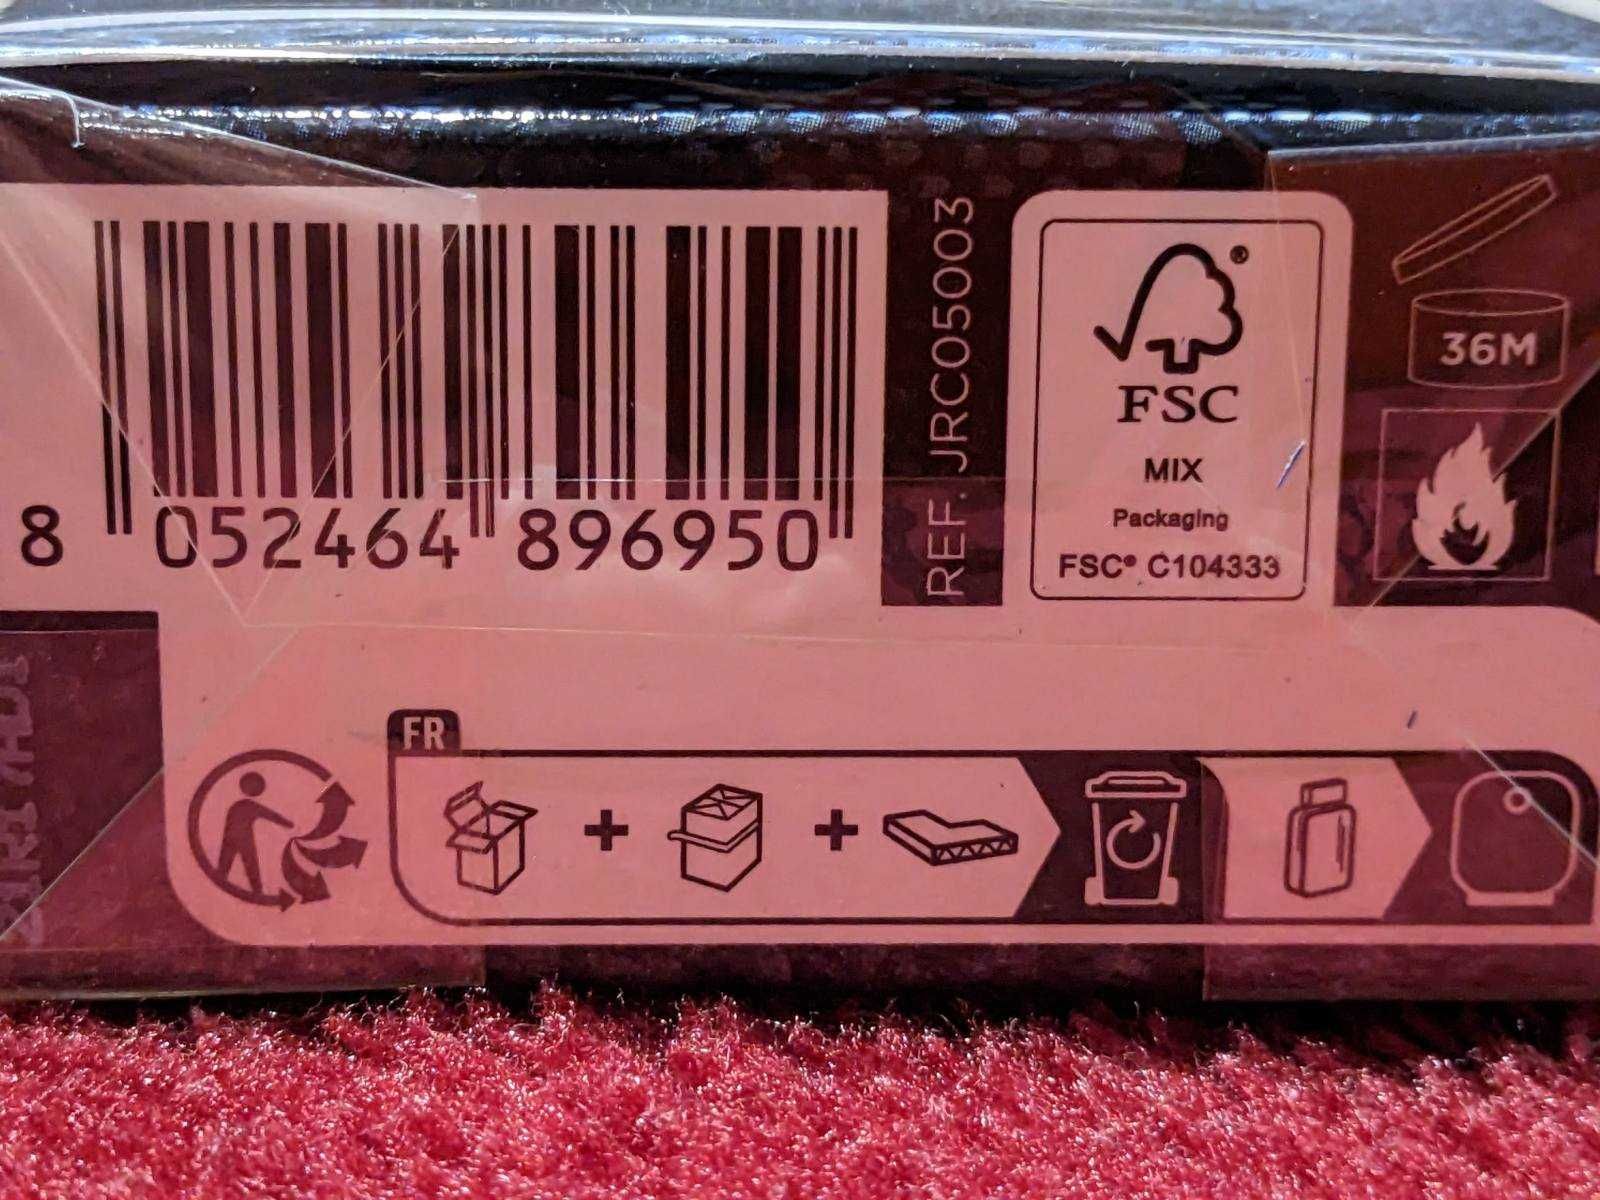 8 052464 896950
REF JRC05003
FSC
MIX
Packaging
FSC® C104333
36M
FR